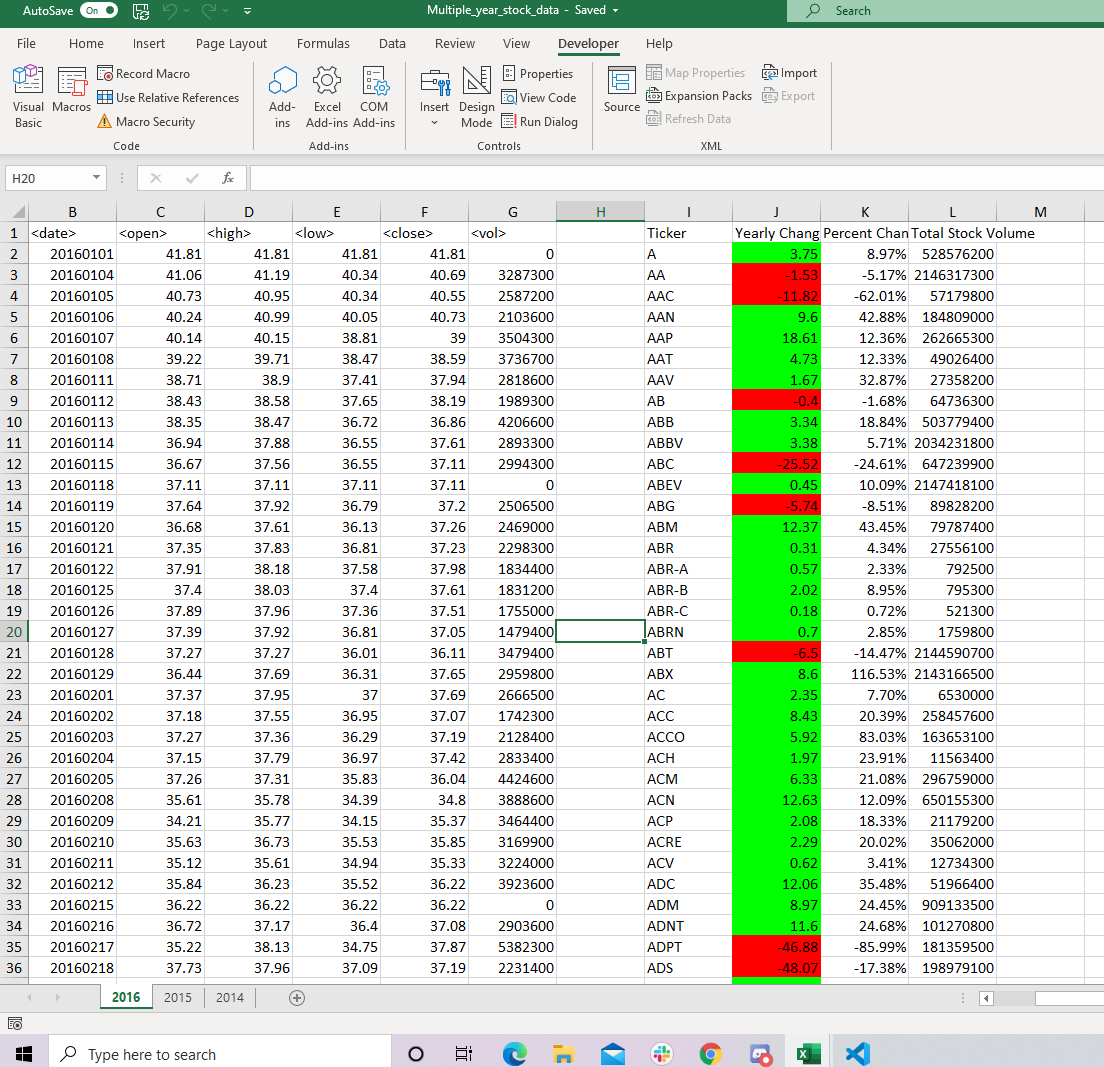 AutoSave On Multiple_year_stock_data - Saved Search
File Home Insert Page Layout Formulas Data Review View Developer Help
Visual Basic Macros Record Macro Use Relative References Macro Security
Code
Add-ins Excel Add-ins COM Add-ins
Add-ins
Insert Design Mode Properties View Code Run Dialog
Controls
Source Map Properties Expansion Packs Refresh Data Import Export
XML
H20 fx
B C D E F G H I J K L M
1 <date> <open> <high> <low> <close> <vol> Ticker Yearly Chang Percent Chan Total Stock Volume
2 20160101 41.81 41.81 41.81 41.81 0 A 3.75 8.97% 528576200
3 20160104 41.06 41.19 40.34 40.69 3287300 AA -1.53 -5.17% 2146317300
4 20160105 40.73 40.95 40.34 40.55 2587200 AAC -11.82 -62.01% 57179800
5 20160106 40.24 40.99 40.05 40.73 2103600 AAN 9.6 42.88% 184809000
6 20160107 40.14 40.15 38.81 39 3504300 AAP 18.61 12.36% 262665300
7 20160108 39.22 39.71 38.47 38.59 3736700 AAT 4.73 12.33% 49026400
8 20160111 38.71 38.9 37.41 37.94 2818600 AAV 1.67 32.87% 27358200
9 20160112 38.43 38.58 37.65 38.19 1989300 AB -0.4 -1.68% 64736300
10 20160113 38.35 38.47 36.72 36.86 4206600 ABB 3.34 18.84% 503779400
11 20160114 36.94 37.88 36.55 37.61 2893300 ABBV 3.38 5.71% 2034231800
12 20160115 36.67 37.56 36.55 37.11 2994300 ABC -25.52 -24.61% 647239900
13 20160118 37.11 37.11 37.11 37.11 0 ABEV 0.45 10.09% 2147418100
14 20160119 37.64 37.92 36.79 37.2 2506500 ABG -5.74 -8.51% 89828200
15 20160120 36.68 37.61 36.13 37.26 2469000 ABM 12.37 43.45% 79787400
16 20160121 37.35 37.83 36.81 37.23 2298300 ABR 0.31 4.34% 27556100
17 20160122 37.91 38.18 37.58 37.98 1834400 ABR-A 0.57 2.33% 792500
18 20160125 37.4 38.03 37.4 37.61 1831200 ABR-B 2.02 8.95% 795300
19 20160126 37.89 37.96 37.36 37.51 1755000 ABR-C 0.18 0.72% 521300
20 20160127 37.39 37.92 36.81 37.05 1479400 ABRN 0.7 2.85% 1759800
21 20160128 37.27 37.27 36.01 36.11 3479400 ABT -6.5 -14.47% 2144590700
22 20160129 36.44 37.69 36.31 37.65 2959800 ABX 8.6 116.53% 2143166500
23 20160201 37.37 37.95 37 37.69 2666500 AC 2.35 7.70% 6530000
24 20160202 37.18 37.55 36.95 37.07 1742300 ACC 8.43 20.39% 258457600
25 20160203 37.27 37.36 36.29 37.19 2128400 ACCO 5.92 83.03% 163653100
26 20160204 37.15 37.79 36.97 37.42 2833400 ACH 1.97 23.91% 11563400
27 20160205 37.26 37.31 35.83 36.04 4424600 ACM 6.33 21.08% 296759000
28 20160208 35.61 35.78 34.39 34.8 3888600 ACN 12.63 12.09% 650155300
29 20160209 34.21 35.77 34.15 35.37 3464400 ACP 2.08 18.33% 21179200
30 20160210 35.63 36.73 35.53 35.85 3169900 ACRE 2.29 20.02% 35062000
31 20160211 35.12 35.61 34.94 35.33 3224000 ACV 0.62 3.41% 12734300
32 20160212 35.84 36.23 35.52 36.22 3923600 ADC 12.06 35.48% 51966400
33 20160215 36.22 36.22 36.22 36.22 0 ADM 8.97 24.45% 909133500
34 20160216 36.72 37.17 36.4 37.08 2903600 ADNT 11.6 24.68% 101270800
35 20160217 35.22 38.13 34.75 37.87 5382300 ADPT -46.88 -85.99% 181359500
36 20160218 37.73 37.96 37.09 37.19 2231400 ADS -48.07 -17.38% 198979100
2016 2015 2014
Type here to search